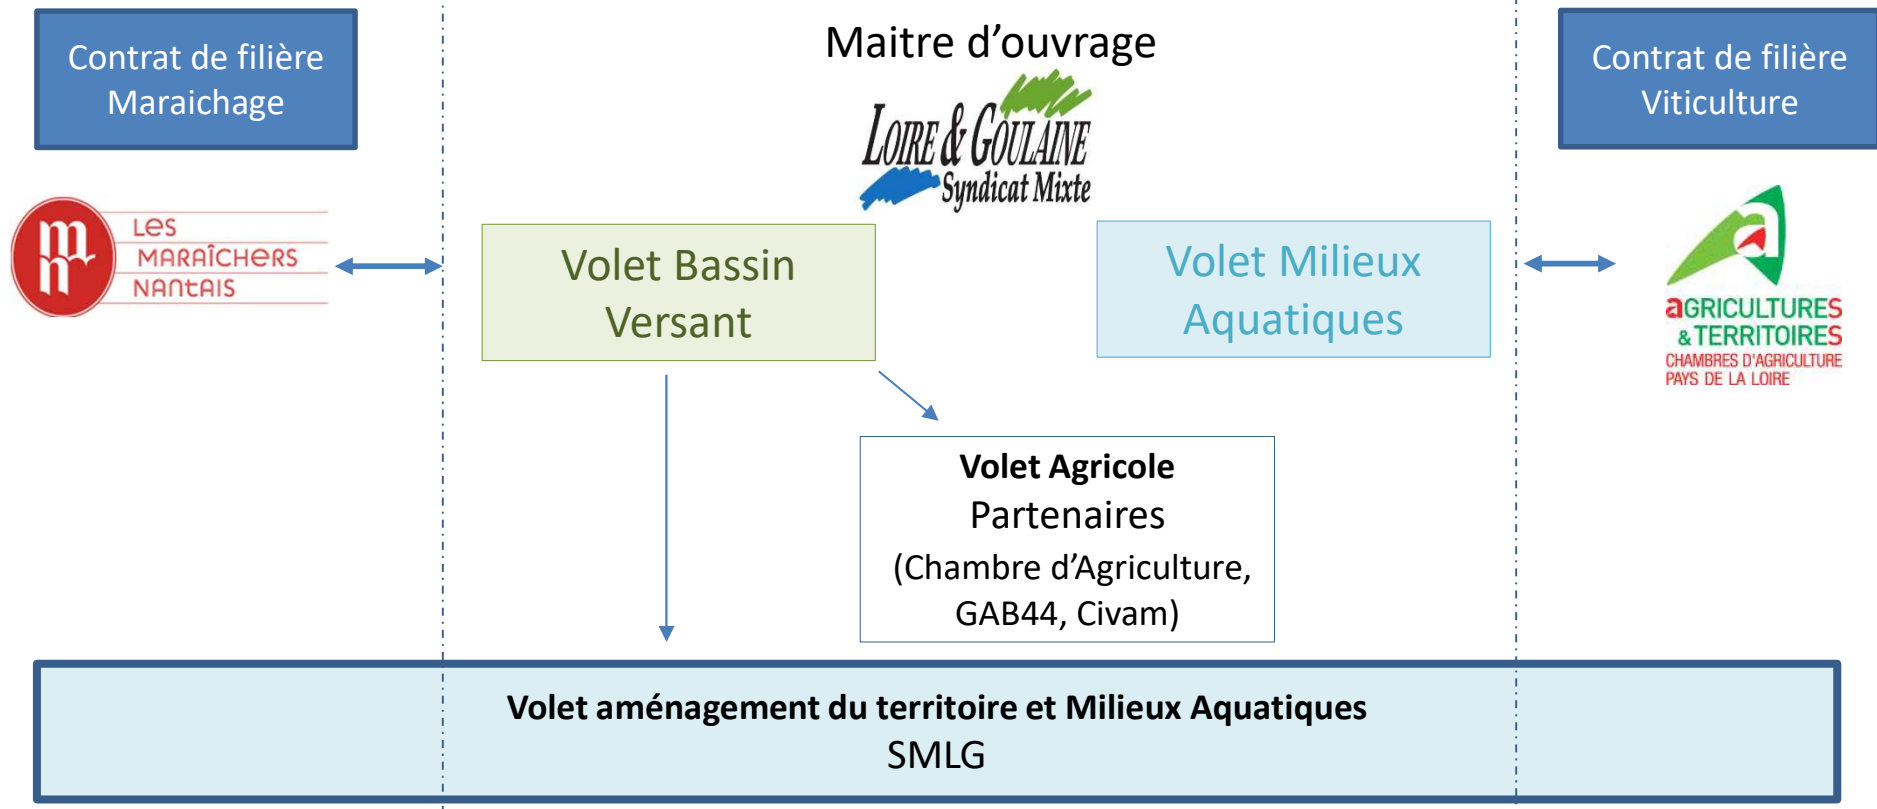 Contrat de filière
Maraichage
Maitre d’ouvrage
LOIRE & GOULAINE
Syndicat Mixte
Contrat de filière
Viticulture
mn
Les
MARAÎCHERS
NANTAIS
Volet Bassin
Versant
Volet Milieux
Aquatiques
a
aGRICULTURES
& TERRITOIRES
CHAMBRES D'AGRICULTURE
PAYS DE LA LOIRE
Volet Agricole
Partenaires
(Chambre d’Agriculture,
GAB44, Civam)
Volet aménagement du territoire et Milieux Aquatiques
SMLG